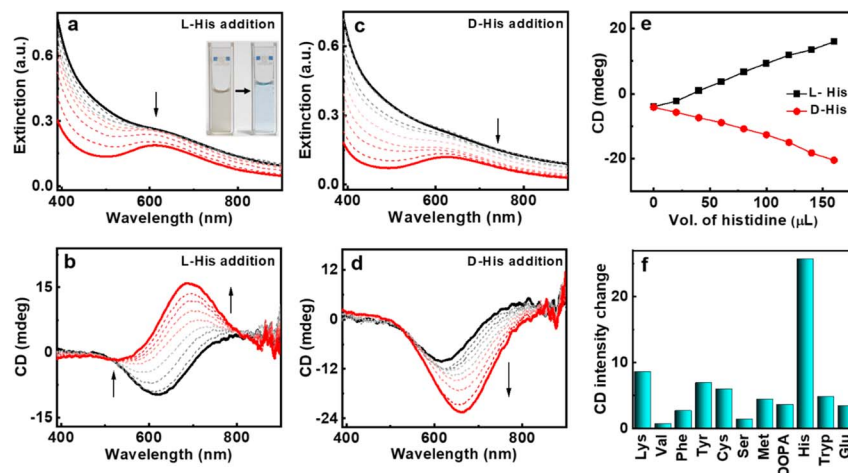 a
L-His addition
Extinction (a.u.)
0.6
0.3
0.0
400
600
800
Wavelength (nm)
c
D-His addition
Extinction (a.u.)
0.6
0.3
0.0
400
600
800
Wavelength (nm)
e
CD (mdeg)
20
0
-20
L- His
D-His
0
50
100
150
Vol. of histidine (μL)
b
L-His addition
CD (mdeg)
15
0
-15
400
600
800
Wavelength (nm)
d
D-His addition
CD (mdeg)
12
0
-12
-24
400
600
800
Wavelength (nm)
f
CD intensity change
20
10
0
Lys
Val
Phe
Tyr
Cys
Ser
Met
DOPA
His
Tryp
Glu